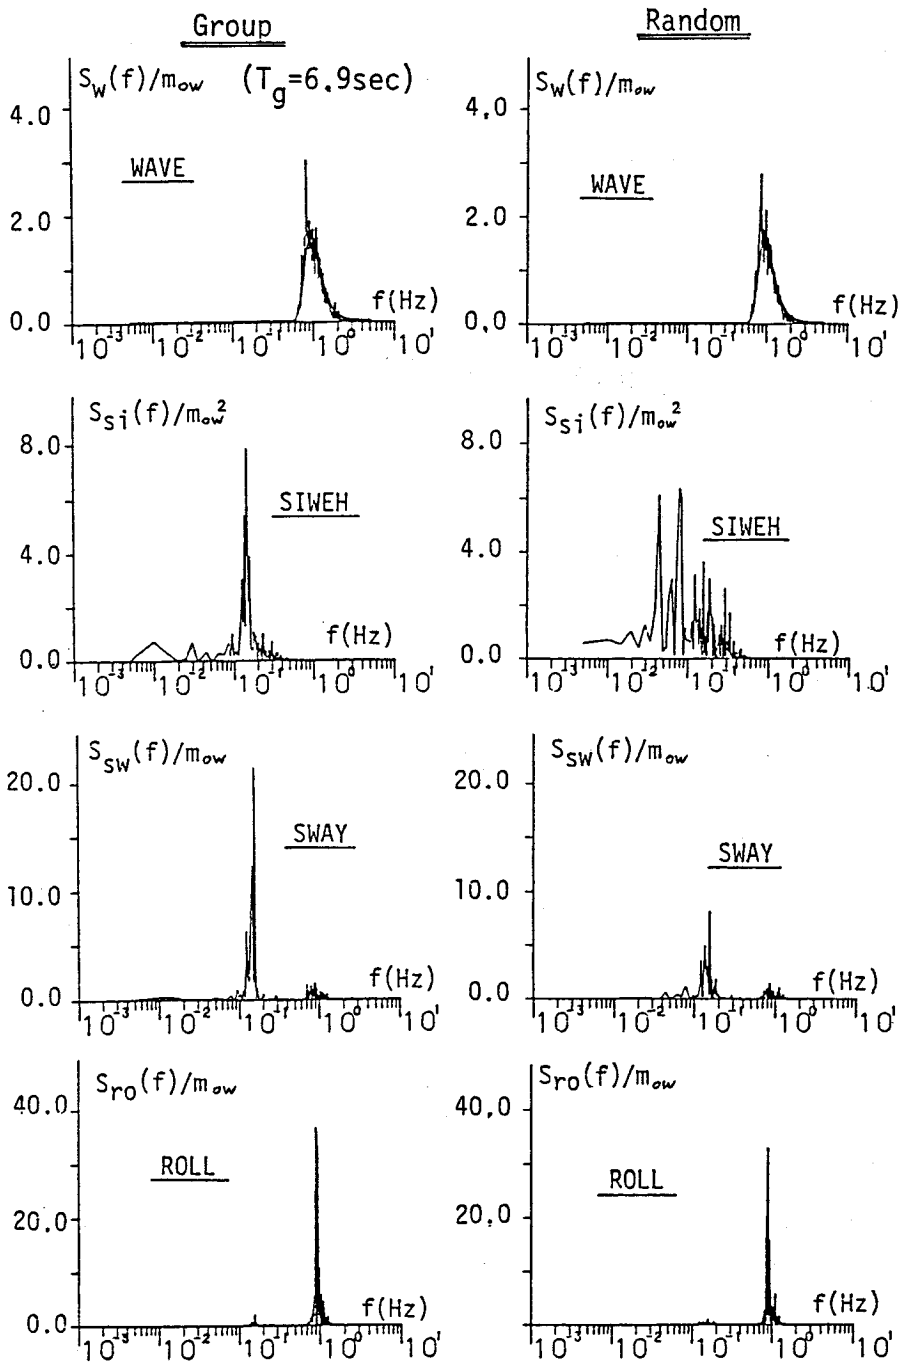 Group
Random
S_w(f)/m_ow (T_g=6.9sec)
4.0
WAVE
2.0
f(Hz)
0.0
10^-3 10^-2 10^-1 10^0 10^1
S_w(f)/m_ow
4.0
WAVE
2.0
f(Hz)
0.0
10^-3 10^-2 10^-1 10^0 10^1
S_si(f)/m_ow^2
8.0
SIWEH
4.0
f(Hz)
0.0
10^-3 10^-2 10^-1 10^0 10^1
S_si(f)/m_ow^2
8.0
SIWEH
4.0
f(Hz)
0.0
10^-3 10^-2 10^-1 10^0 10^1
S_sw(f)/m_ow
20.0
SWAY
10.0
f(Hz)
0.0
10^-3 10^-2 10^-1 10^0 10^1
S_sw(f)/m_ow
20.0
SWAY
10.0
f(Hz)
0.0
10^-3 10^-2 10^-1 10^0 10^1
S_ro(f)/m_ow
40.0
ROLL
20.0
f(Hz)
0.0
10^-3 10^-2 10^-1 10^0 10^1
S_ro(f)/m_ow
40,0
ROLL
20,0
f(Hz)
0.0
10^-3 10^-2 10^-1 10^0 10^1